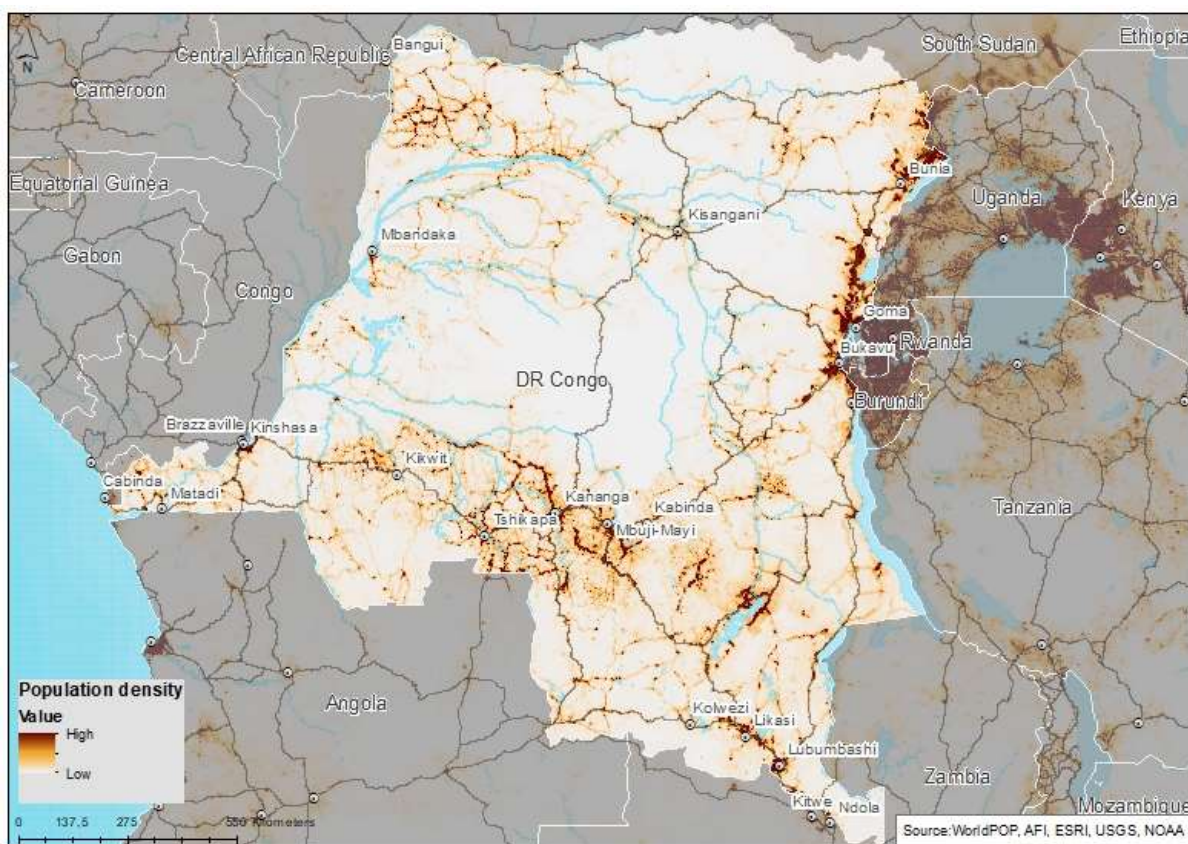 Ethiopia
South Sudan
Central African Republic
Bangui
N
Cameroon
Equatorial Guinea
Bunia
Uganda
Kenya
Kisangani
Mbandaka
Gabon
Congo
Goma
Rwanda
Bukavu
DR Congo
Burundi
Brazzaville
Kinshasa
Kikwit
Cabinda
Matadi
Kananga
Kabinda
Tshikapa
Mbuji-Mayi
Tanzania
Population density
Value
High
Low
Angola
Kolwezi
Likasi
Lubumbashi
Zambia
Kitwe
Ndola
Mozambique
0 137.5 275 550 Kilometers
Source:WorldPOP, AFI, ESRI, USGS, NOAA